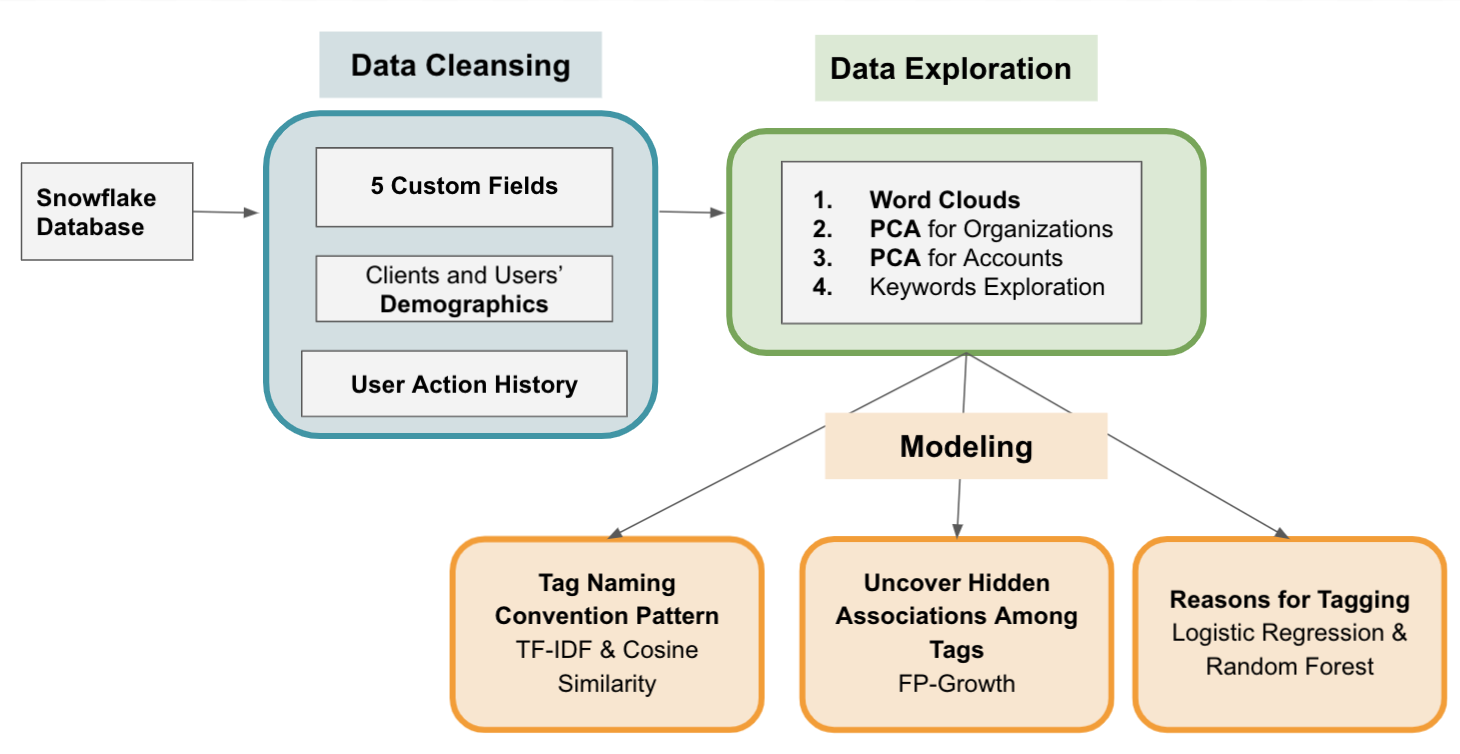 Data Cleansing
Data Exploration
Snowflake
Database
5 Custom Fields
Clients and Users’
Demographics
User Action History
1. Word Clouds
2. PCA for Organizations
3. PCA for Accounts
4. Keywords Exploration
Modeling
Tag Naming
Convention Pattern
TF-IDF & Cosine
Similarity
Uncover Hidden
Associations Among
Tags
FP-Growth
Reasons for Tagging
Logistic Regression &
Random Forest